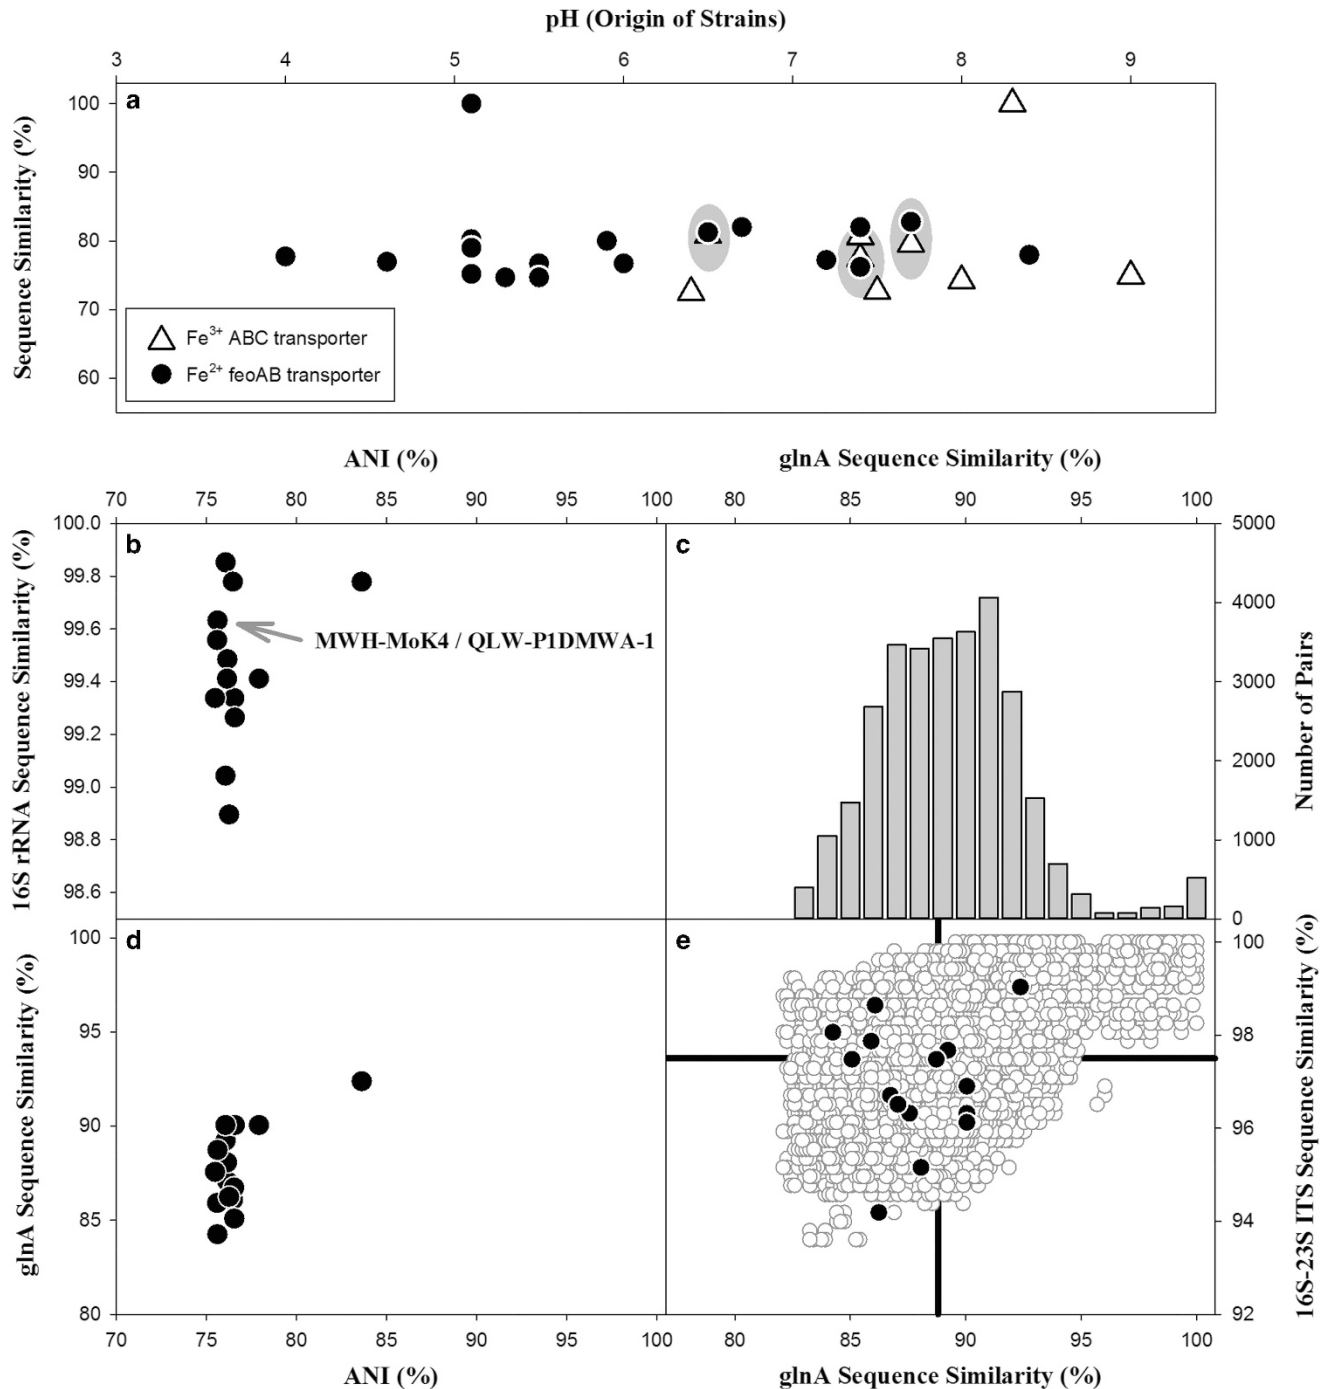 pH (Origin of Strains)
3 4 5 6 7 8 9
a
Sequence Similarity (%)
100
90
80
70
60
Fe3+ ABC transporter
Fe2+ feoAB transporter
ANI (%)
glnA Sequence Similarity (%)
70 75 80 85 90 95 100
80 85 90 95 100
b
16S rRNA Sequence Similarity (%)
100.0
99.8
99.6
99.4
99.2
99.0
98.8
98.6
MWH-MoK4 / QLW-P1DMWA-1
c
5000
4000
3000
2000
1000
0
Number of Pairs
d
glnA Sequence Similarity (%)
100
95
90
85
80
70 75 80 85 90 95 100
ANI (%)
e
100
98
96
94
92
16S-23S ITS Sequence Similarity (%)
80 85 90 95 100
glnA Sequence Similarity (%)